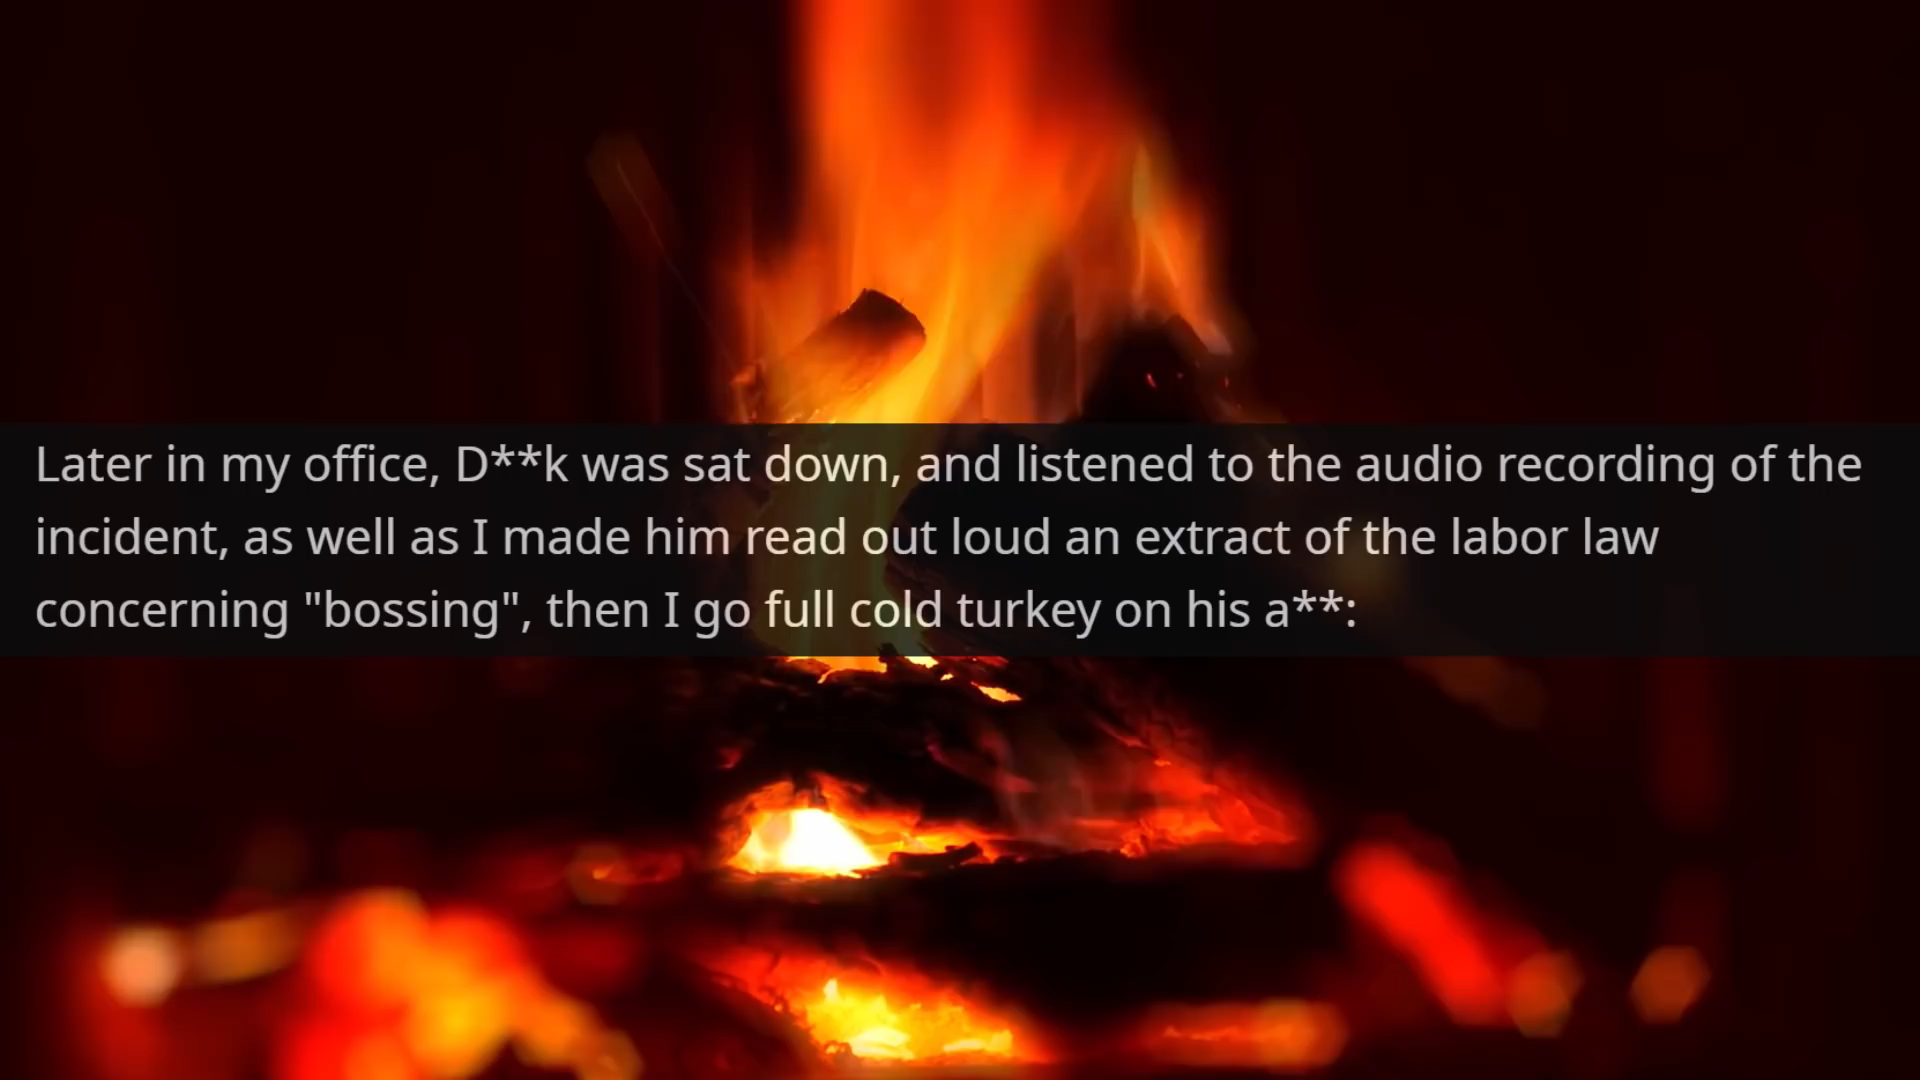 Later in my office, D**k was sat down, and listened to the audio recording of the
incident, as well as I made him read out loud an extract of the labor law
concerning "bossing", then I go full cold turkey on his a**: